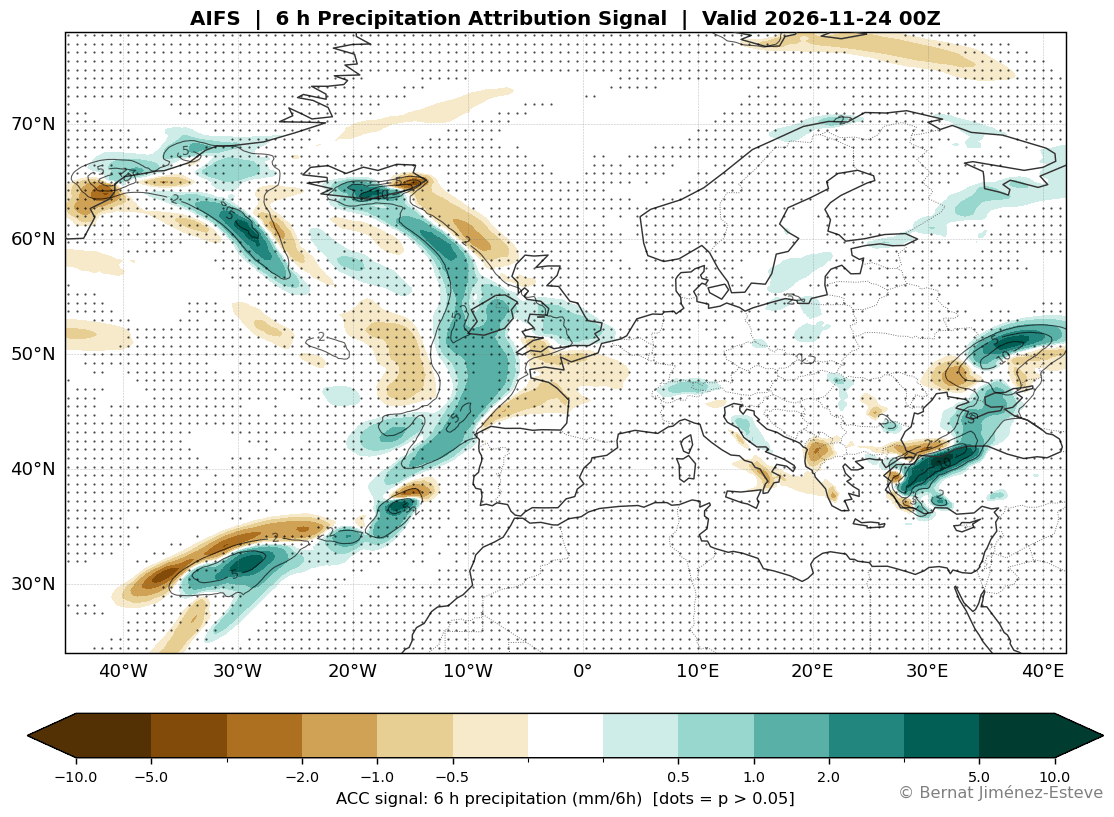 AIFS | 6 h Precipitation Attribution Signal | Valid 2026-11-24 00Z
70°N
60°N
50°N
40°N
30°N
40°W
30°W
20°W
10°W
0°
10°E
20°E
30°E
40°E
−10.0
−5.0
−2.0
−1.0
−0.5
0.5
1.0
2.0
5.0
10.0
ACC signal: 6 h precipitation (mm/6h) [dots = p > 0.05]
© Bernat Jiménez-Esteve